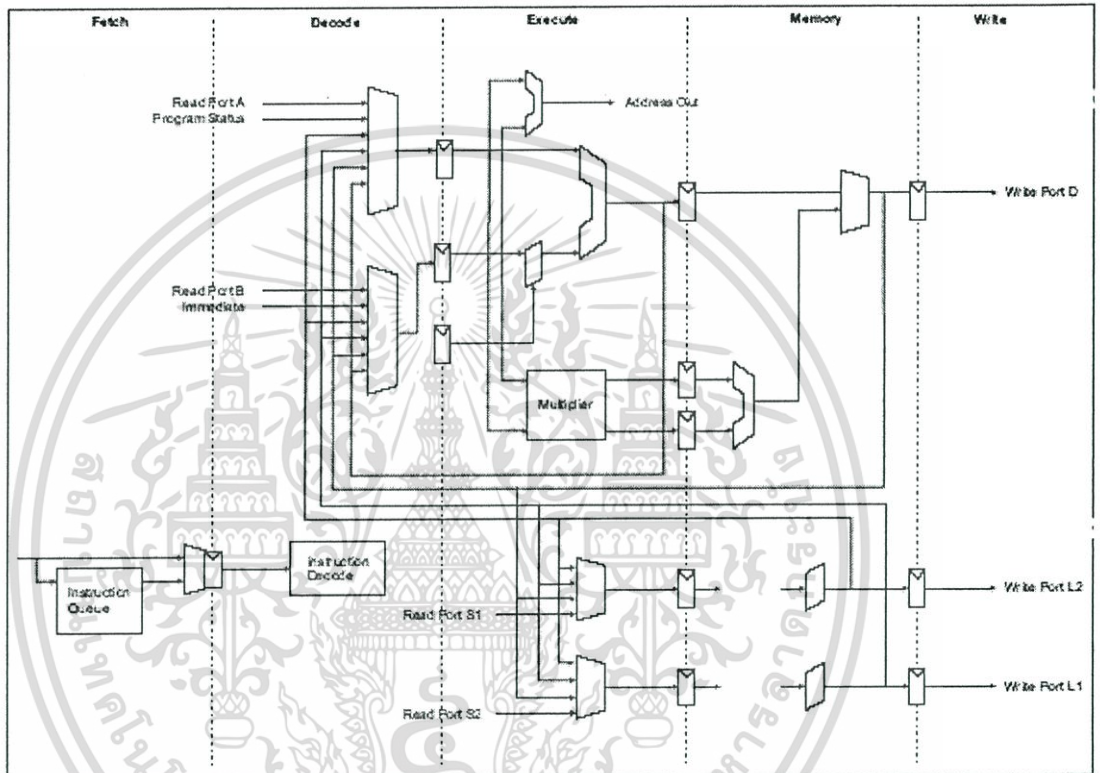 Fetch
Decode
Execute
Memory
Write
Read Port A
Program Status
Address Out
Write Port D
Read Port B
Immediate
Multiplier
Instruction
Queue
Instruction
Decode
Read Port S1
Write Port L2
Read Port S2
Write Port L1